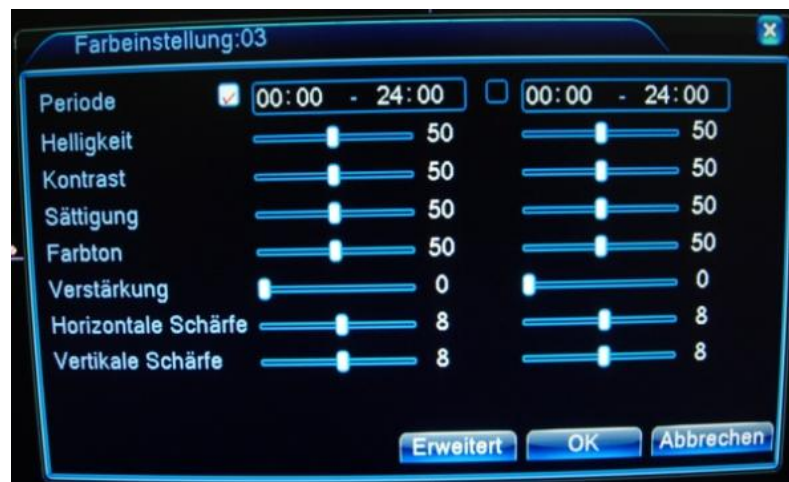 Farbeinstellung:03
Periode 00:00 - 24:00 00:00 - 24:00
Helligkeit 50 50
Kontrast 50 50
Sättigung 50 50
Farbton 50 50
Verstärkung 0 0
Horizontale Schärfe 8 8
Vertikale Schärfe 8 8
Erweitert OK Abbrechen